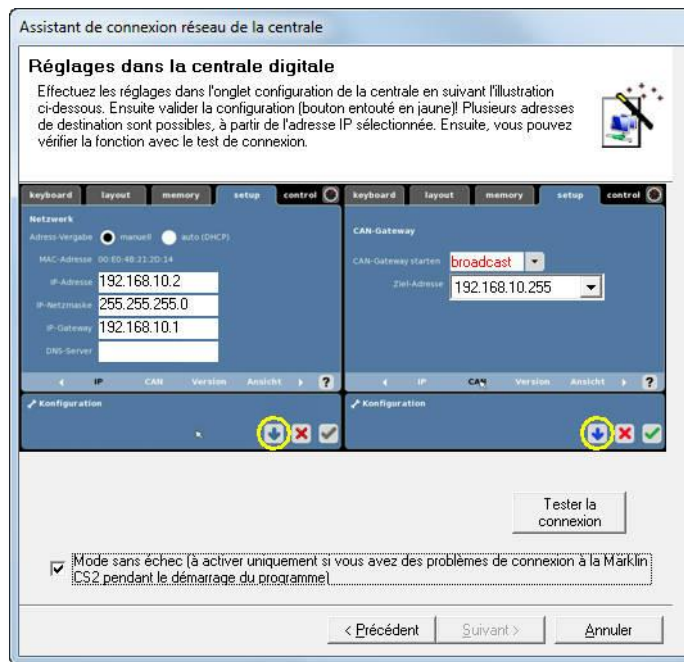 Assistant de connexion réseau de la centrale
Réglages dans la centrale digitale
Effectuez les réglages dans l'onglet configuration de la centrale en suivant l'illustration
ci-dessous. Ensuite valider la configuration (bouton entouté en jaune)! Plusieurs adresses
de destination sont possibles, à partir de l'adresse IP sélectionnée. Ensuite, vous pouvez
vérifier la fonction avec le test de connexion.
keyboard layout memory setup control
Netzwerk
Adress-Vergabe manuell auto (DHCP)
MAC-Adresse 00:E0:4B:21:20:14
IP-Adresse 192.168.10.2
IP-Netzmaske 255.255.255.0
IP-Gateway 192.168.10.1
DNS-Server
IP CAN Version Ansicht ?
Konfiguration
keyboard layout memory setup control
CAN-Gateway
CAN-Gateway starten broadcast
Ziel-Adresse 192.168.10.255
IP CAN Version Ansicht ?
Konfiguration
Tester la
connexion
Mode sans échec (à activer uniquement si vous avez des problèmes de connexion à la Märklin
CS2 pendant le démarrage du programme)
< Précédent Suivant > Annuler